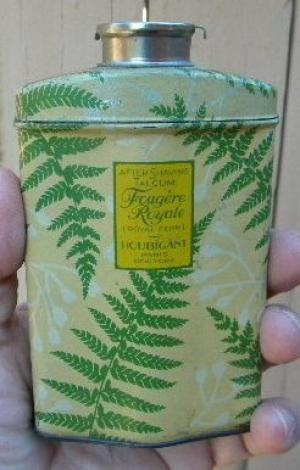 AFTER SHAVING
TALCUM
Fougère
Royale
(ROYAL FERN)
HOUBIGANT
PARIS
NEW YORK